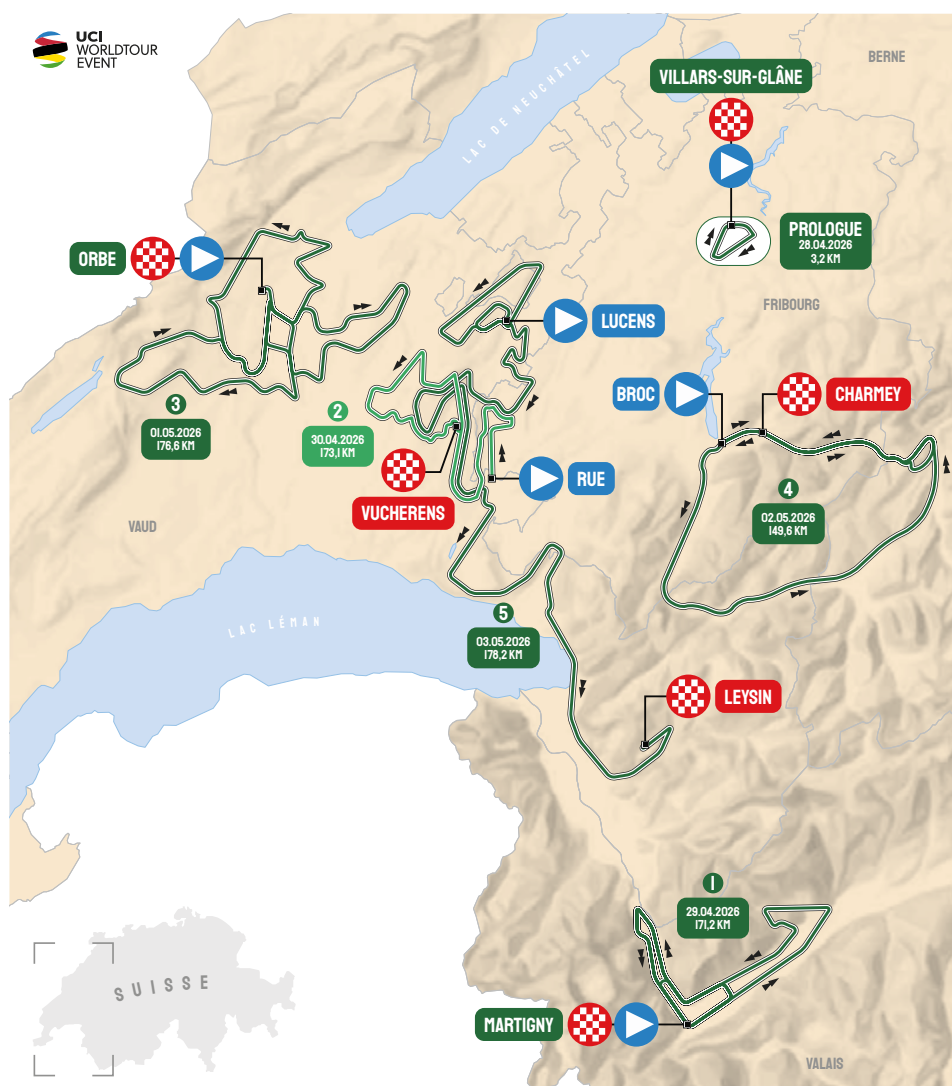 UCI
WORLDTOUR
EVENT
BERNE
LAC DE NEUCHÂTEL
VILLARS-SUR-GLÂNE
PROLOGUE
28.04.2026
3,2 KM
ORBE
FRIBOURG
LUCENS
BROC
CHARMEY
3
01.05.2026
176,6 KM
2
30.04.2026
173,1 KM
RUE
4
02.05.2026
149,6 KM
VUCHERENS
VAUD
LAC LÉMAN
5
03.05.2026
178,2 KM
LEYSIN
1
29.04.2026
171,2 KM
SUISSE
MARTIGNY
VALAIS